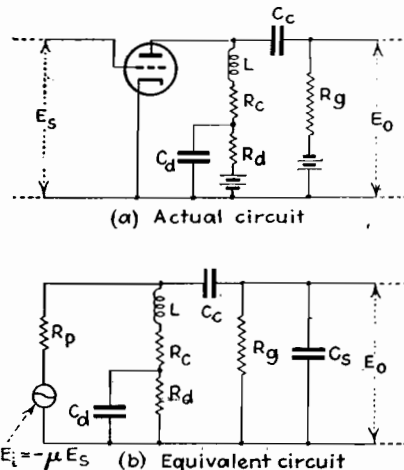 Cc
L
Rc
Rg
Es
Eo
Cd
Rd
(a) Actual circuit
Cc
L
Rp
Rc
Rg
Cs
Eo
Cd
Rd
Ei=-μEs
(b) Equivalent circuit